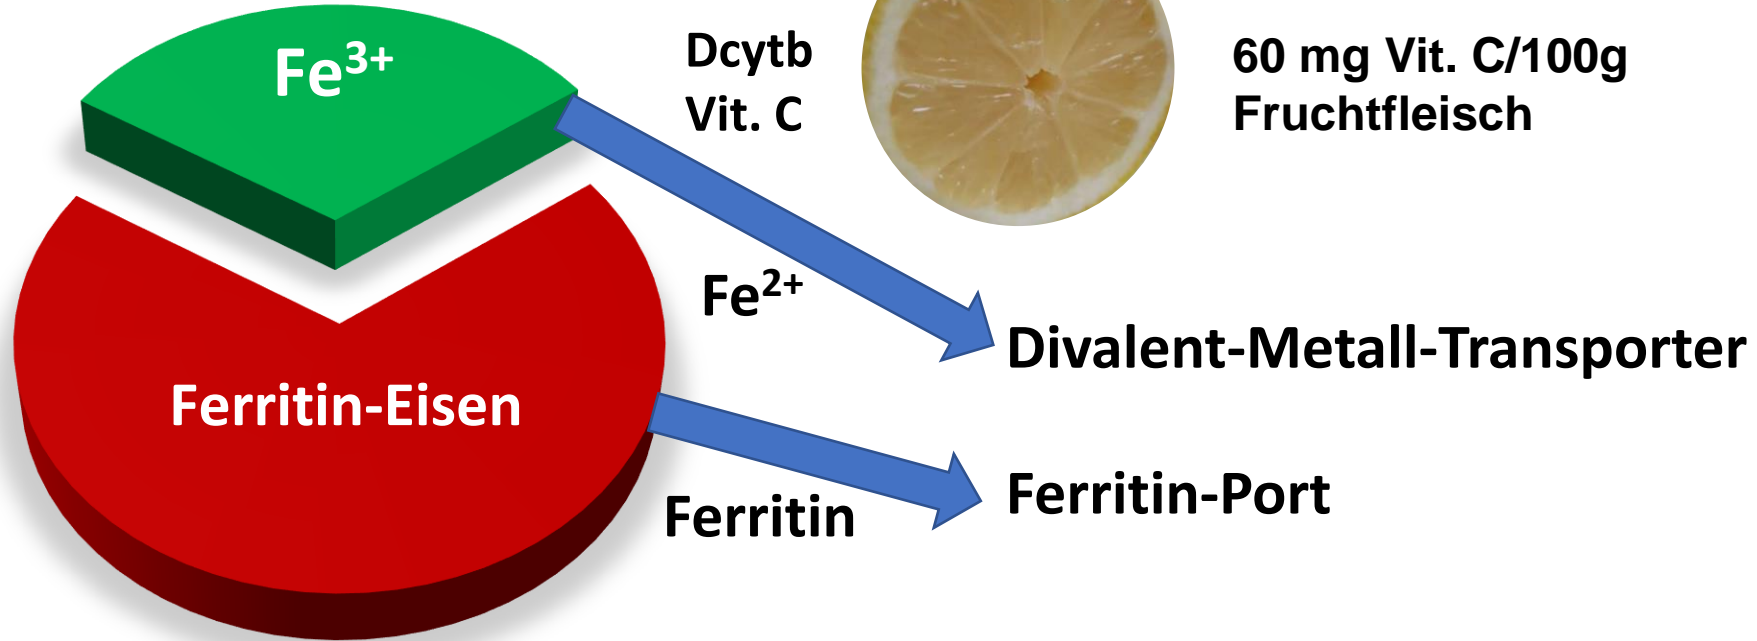 Fe³⁺
Dcytb
Vit. C
60 mg Vit. C/100g
Fruchtfleisch
Fe²⁺
Divalent-Metall-Transporter
Ferritin-Eisen
Ferritin-Port
Ferritin